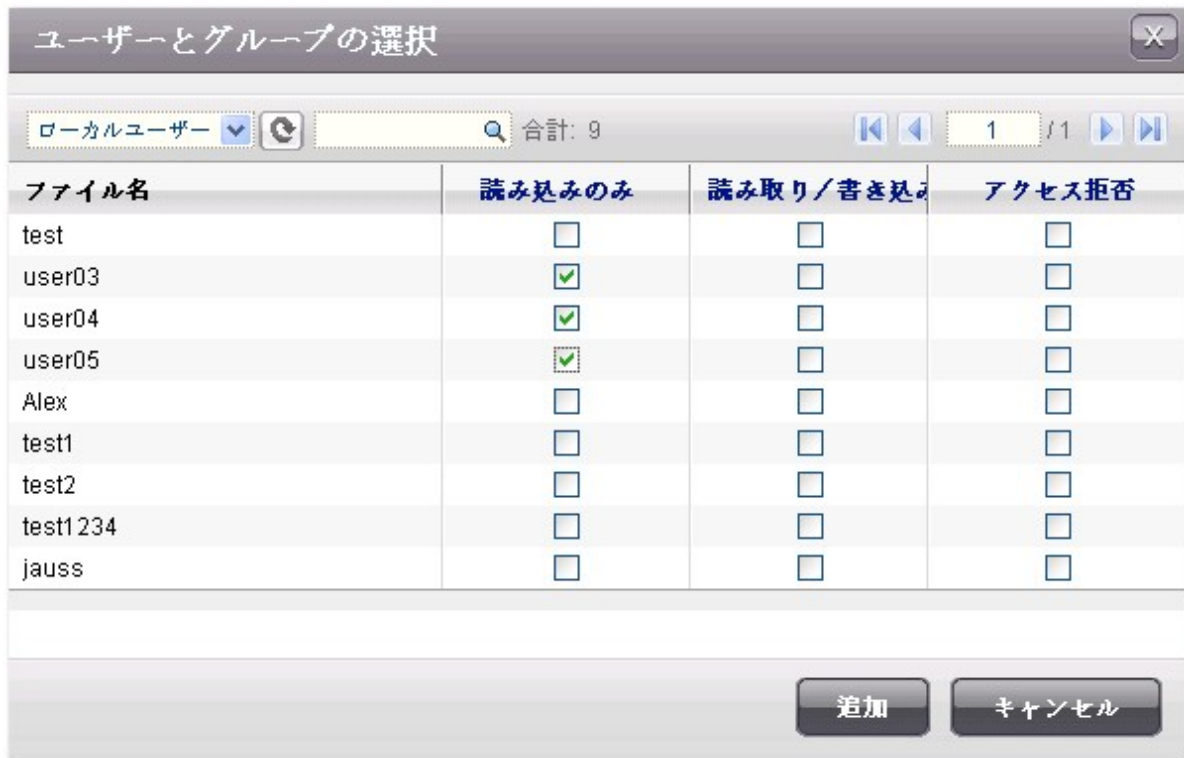 ユーザーとグループの選択
X
ローカルユーザー 合計: 9 1 /1
ファイル名 読み込みのみ 読み取り／書き込み アクセス拒否
test
user03
user04
user05
Alex
test1
test2
test1234
jauss
追加 キャンセル